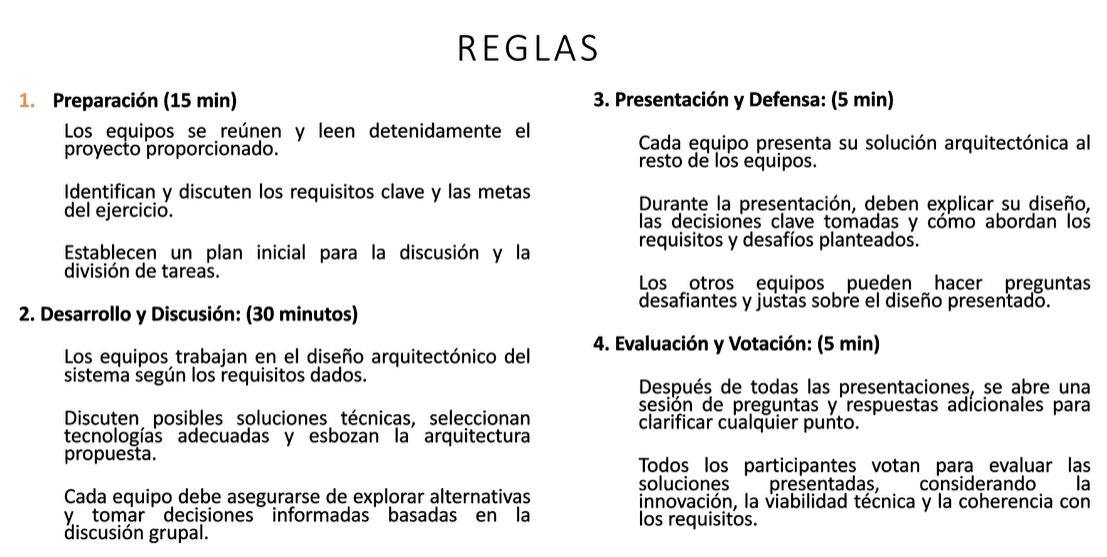 REGLAS
1. Preparación (15 min)
Los equipos se reúnen y leen detenidamente el
proyecto proporcionado.
Identifican y discuten los requisitos clave y las metas
del ejercicio.
Establecen un plan inicial para la discusión y la
división de tareas.
2. Desarrollo y Discusión: (30 minutos)
Los equipos trabajan en el diseño arquitectónico del
sistema según los requisitos dados.
Discuten posibles soluciones técnicas, seleccionan
tecnologías adecuadas y esbozan la arquitectura
propuesta.
Cada equipo debe asegurarse de explorar alternativas
y tomar decisiones informadas basadas en la
discusión grupal.
3. Presentación y Defensa: (5 min)
Cada equipo presenta su solución arquitectónica al
resto de los equipos.
Durante la presentación, deben explicar su diseño,
las decisiones clave tomadas y cómo abordan los
requisitos y desafíos planteados.
Los otros equipos pueden hacer preguntas
desafiantes y justas sobre el diseño presentado.
4. Evaluación y Votación: (5 min)
Después de todas las presentaciones, se abre una
sesión de preguntas y respuestas adicionales para
clarificar cualquier punto.
Todos los participantes votan para evaluar las
soluciones presentadas, considerando la
innovación, la viabilidad técnica y la coherencia con
los requisitos.